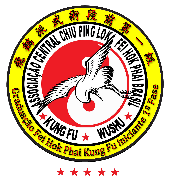 ASSOCIAÇÃO CENTRAL CHIU PING LOK - FEI HOK PHAI BRASIL
KUNG FU WUSHU
Graduação Fei Hok Phai Kung Fu Iniciante 1ª Fase